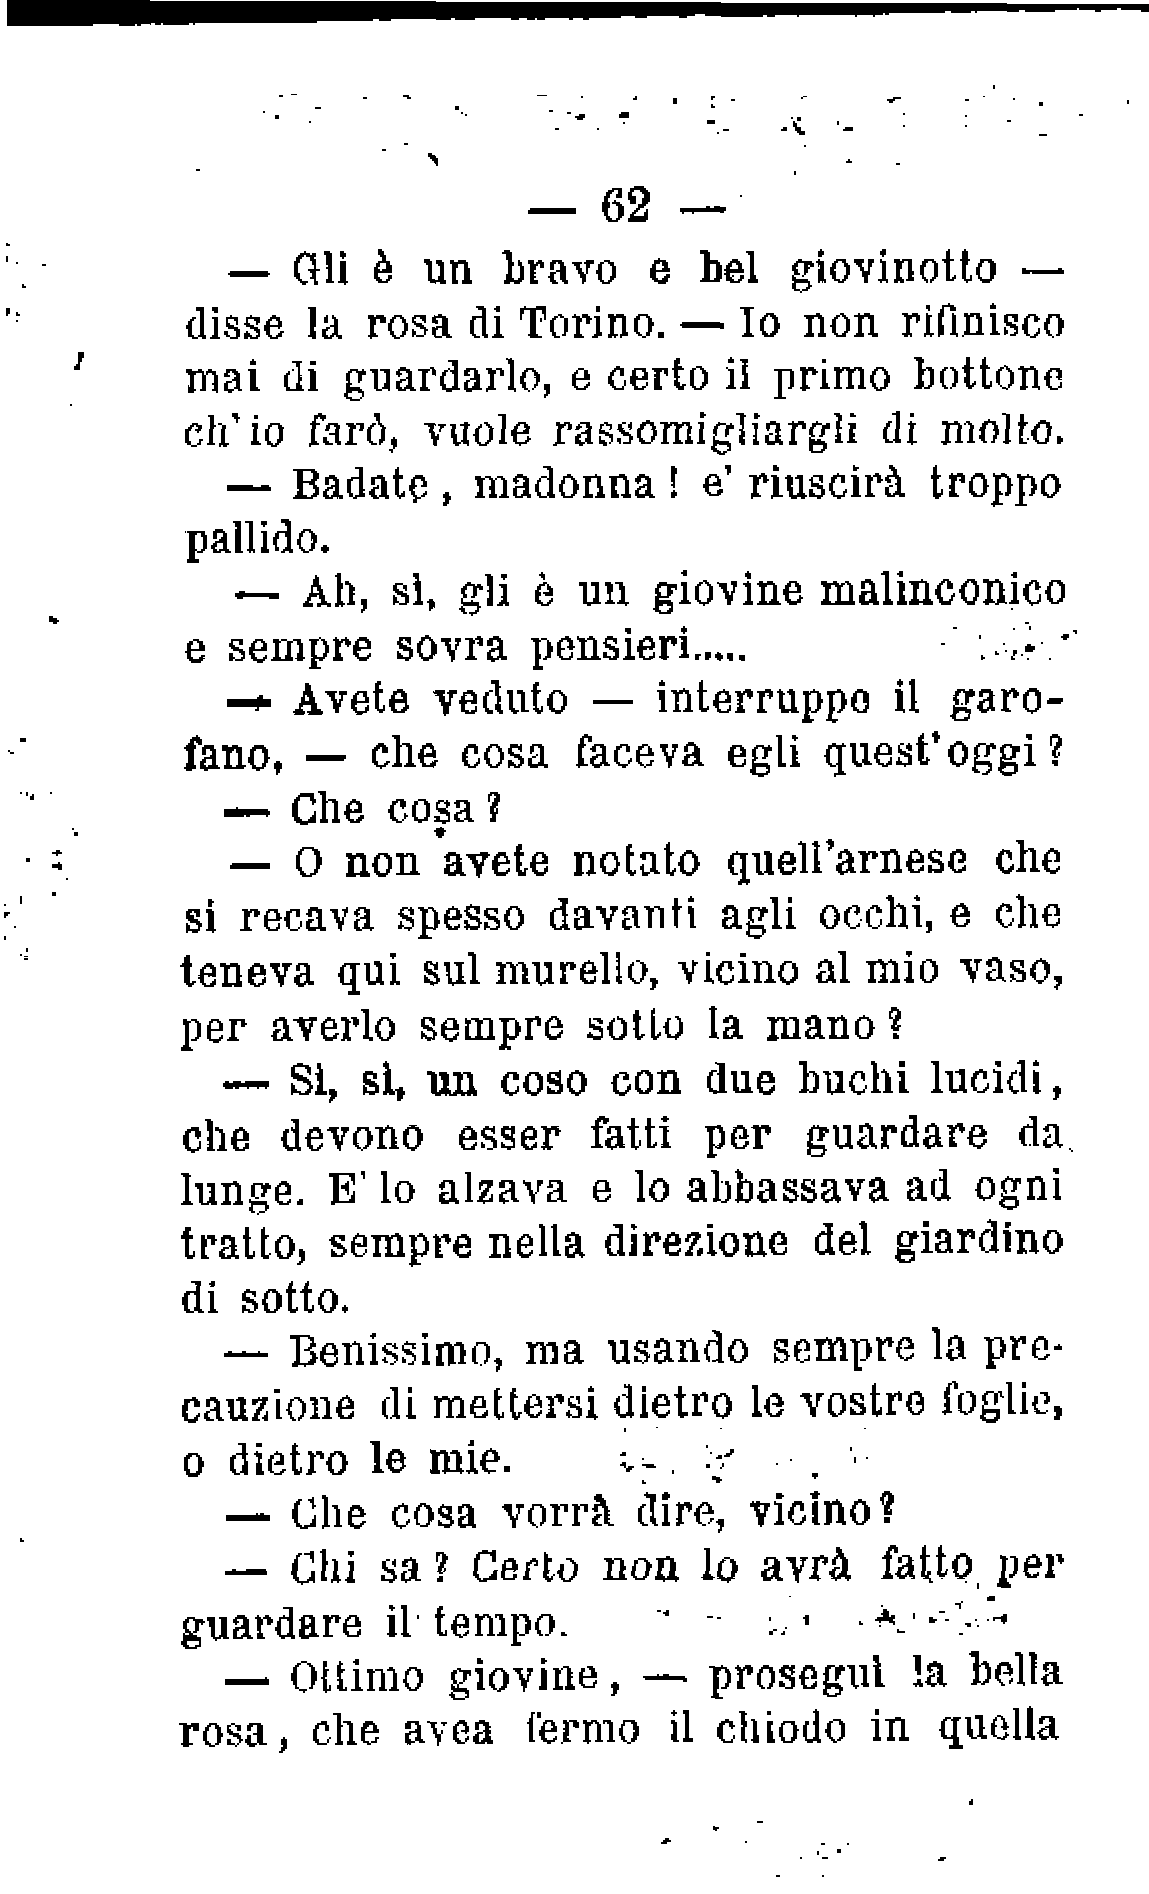 — 62 —
— Gli è un bravo e bel giovinotto —
disse la rosa di Torino. — Io non rifinisco
mai di guardarlo, e certo il primo bottone
ch'io farò, vuole rassomigliargli di molto.
— Badate, madonna! e' riuscirà troppo
pallido.
— Ah, sì, gli è un giovine malinconico
e sempre sovra pensieri.....
— Avete veduto — interruppe il garo-
fano, — che cosa faceva egli quest'oggi?
— Che cosa?
— O non avete notato quell'arnese che
si recava spesso davanti agli occhi, e che
teneva qui sul murello, vicino al mio vaso,
per averlo sempre sotto la mano?
— Sì, sì, un coso con due buchi lucidi,
che devono esser fatti per guardare da
lunge. E' lo alzava e lo abbassava ad ogni
tratto, sempre nella direzione del giardino
di sotto.
— Benissimo, ma usando sempre la pre-
cauzione di mettersi dietro le vostre foglie,
o dietro le mie.
— Che cosa vorrà dire, vicino?
— Chi sa? Certo non lo avrà fatto per
guardare il tempo.
— Ottimo giovine, — proseguì la bella
rosa, che avea fermo il chiodo in quella